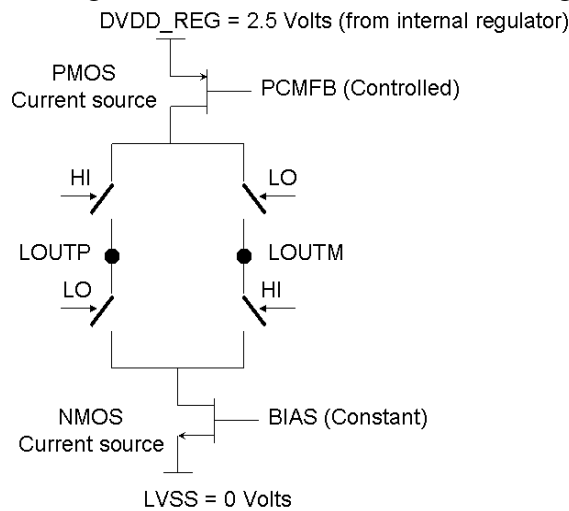 DVDD_REG = 2.5 Volts (from internal regulator)
PMOS
Current source
PCMFB (Controlled)
HI
LO
LOUTP
LOUTM
LO
HI
NMOS
Current source
BIAS (Constant)
LVSS = 0 Volts